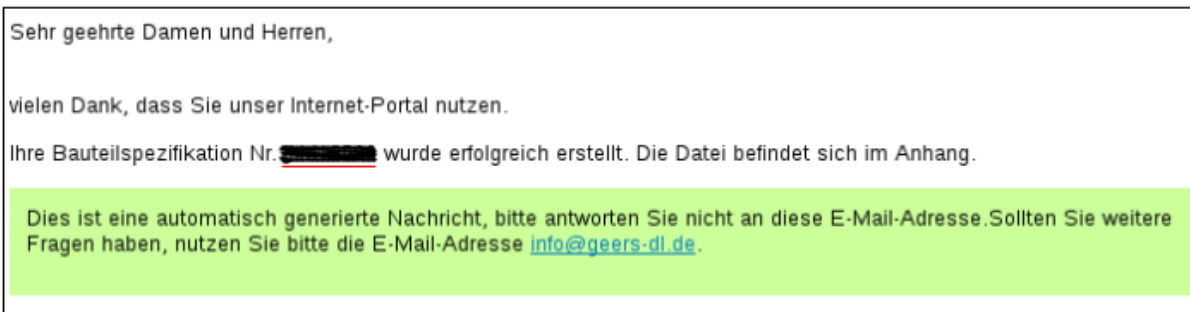 Sehr geehrte Damen und Herren,
vielen Dank, dass Sie unser Internet-Portal nutzen.
Ihre Bauteilspezifikation Nr. wurde erfolgreich erstellt. Die Datei befindet sich im Anhang.
Dies ist eine automatisch generierte Nachricht, bitte antworten Sie nicht an diese E-Mail-Adresse.Sollten Sie weitere
Fragen haben, nutzen Sie bitte die E-Mail-Adresse info@geers-dl.de.